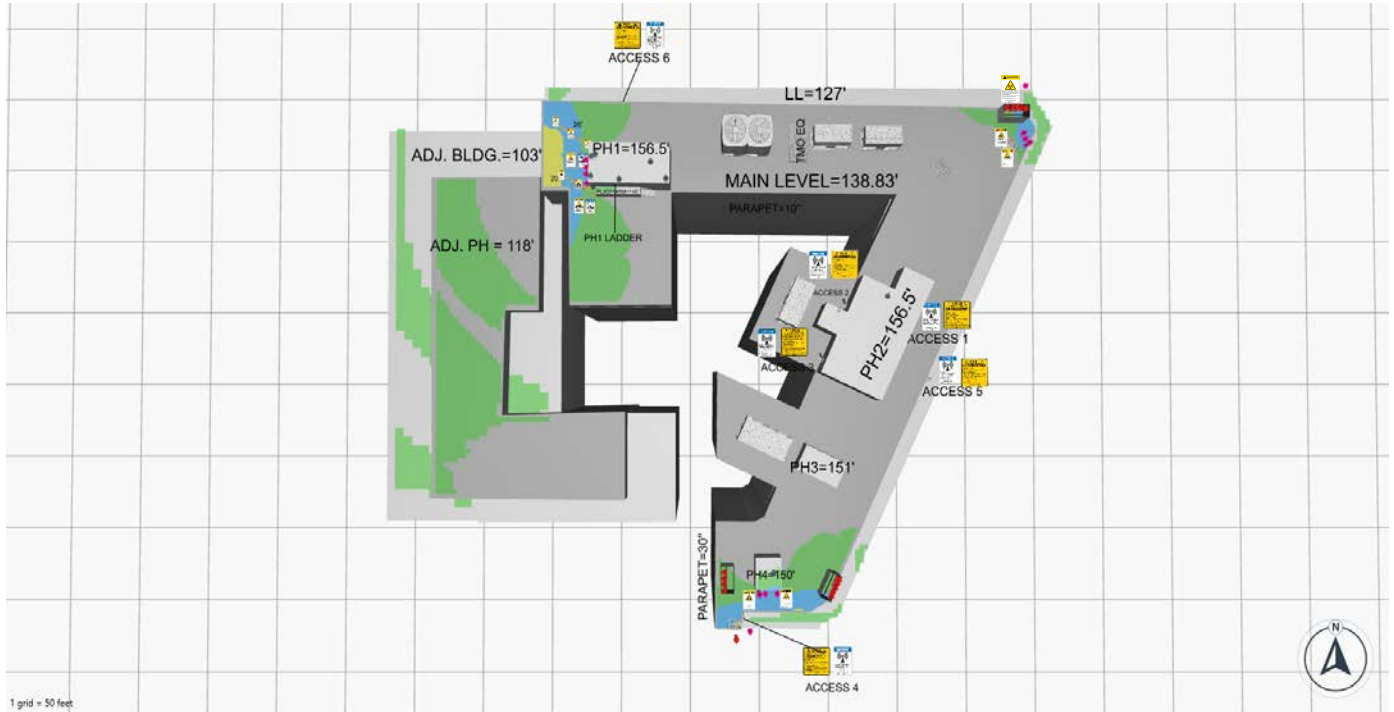 ACCESS 6
LL=127'
ADJ. BLDG.=103'
PH1=156.5'
TMO EQ
MAIN LEVEL=138.83'
PARAPET=10"
ADJ. PH = 118'
PH1 LADDER
ACCESS 2
PH2=156.5'
ACCESS 1
ACCESS 3
ACCESS 5
PH3=151'
PARAPET=30"
PH4=150'
ACCESS 4
N
1 grid = 50 feet